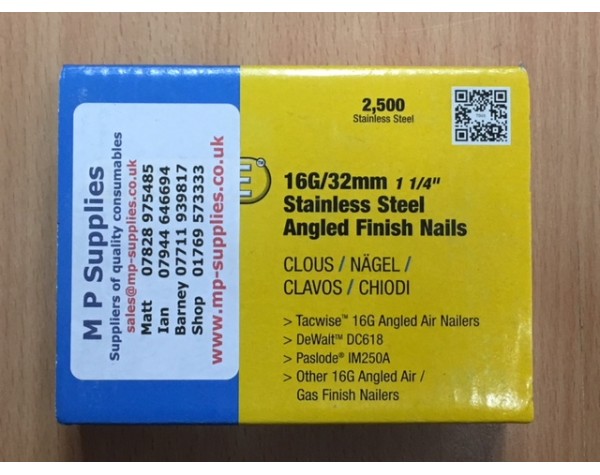 M P Supplies
Suppliers of quality consumables
sales@mp-supplies.co.uk
Matt 07828 975485
Ian 07944 646694
Barney 07711 939817
Shop 01769 573333
www.mp-supplies.co.uk
2,500
Stainless Steel
E
16G/32mm 1 1/4"
Stainless Steel
Angled Finish Nails
CLOUS / NÄGEL /
CLAVOS / CHIODI
> Tacwise™ 16G Angled Air Nailers
> DeWalt™ DC618
> Paslode® IM250A
> Other 16G Angled Air /
Gas Finish Nailers